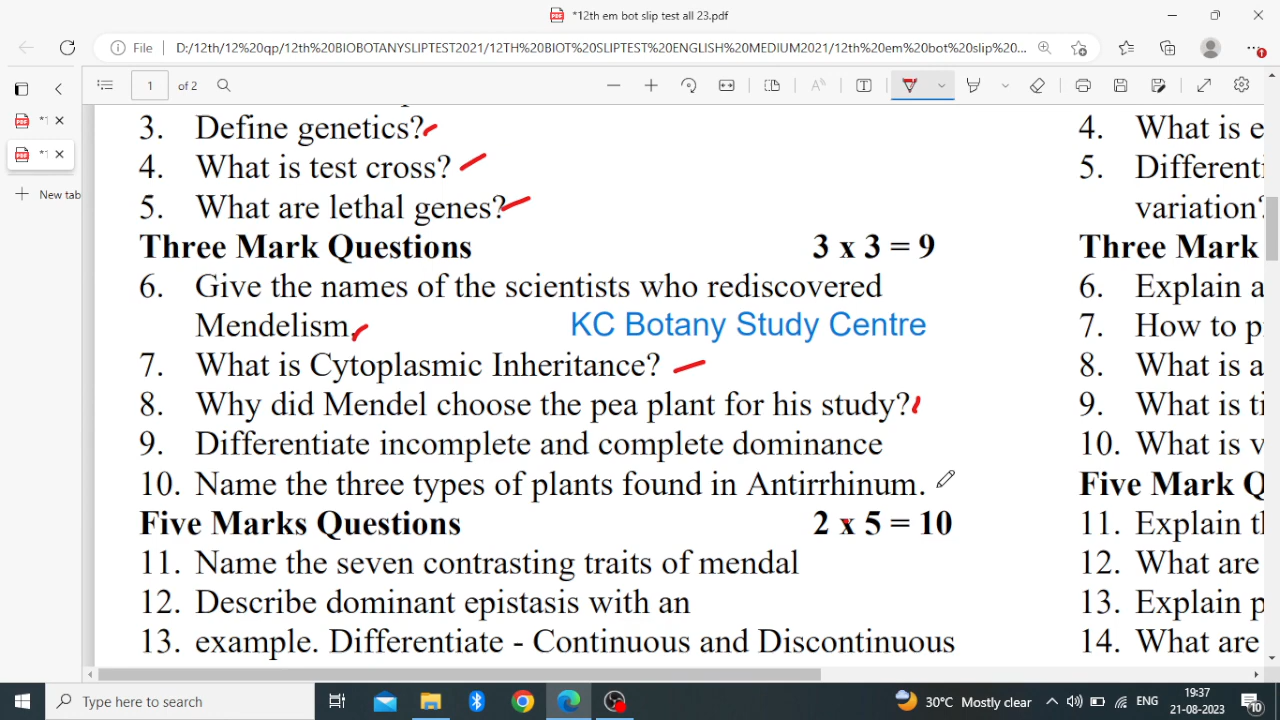 *12th em bot slip test all 23.pdf
File
D:/12th/12%20qp/12th%20BIOBOTANYSLIPTEST2021/12TH%20BIOT%20SLIPTEST%20ENGLISH%20MEDIUM2021/12th%20em%20bot%20slip%20...
1 of 2
New tab
3. Define genetics?
4. What is test cross?
5. What are lethal genes?
Three Mark Questions 3 x 3 = 9
6. Give the names of the scientists who rediscovered
Mendelism.
KC Botany Study Centre
7. What is Cytoplasmic Inheritance?
8. Why did Mendel choose the pea plant for his study?
9. Differentiate incomplete and complete dominance
10. Name the three types of plants found in Antirrhinum.
Five Marks Questions 2 x 5 = 10
11. Name the seven contrasting traits of mendal
12. Describe dominant epistasis with an
13. example. Differentiate - Continuous and Discontinuous
4. What is e
5. Differenti
variation?
Three Mark
6. Explain a
7. How to p
8. What is a
9. What is ti
10. What is v
Five Mark Q
11. Explain t
12. What are
13. Explain p
14. What are
Type here to search
30°C Mostly clear
ENG
19:37
21-08-2023
10